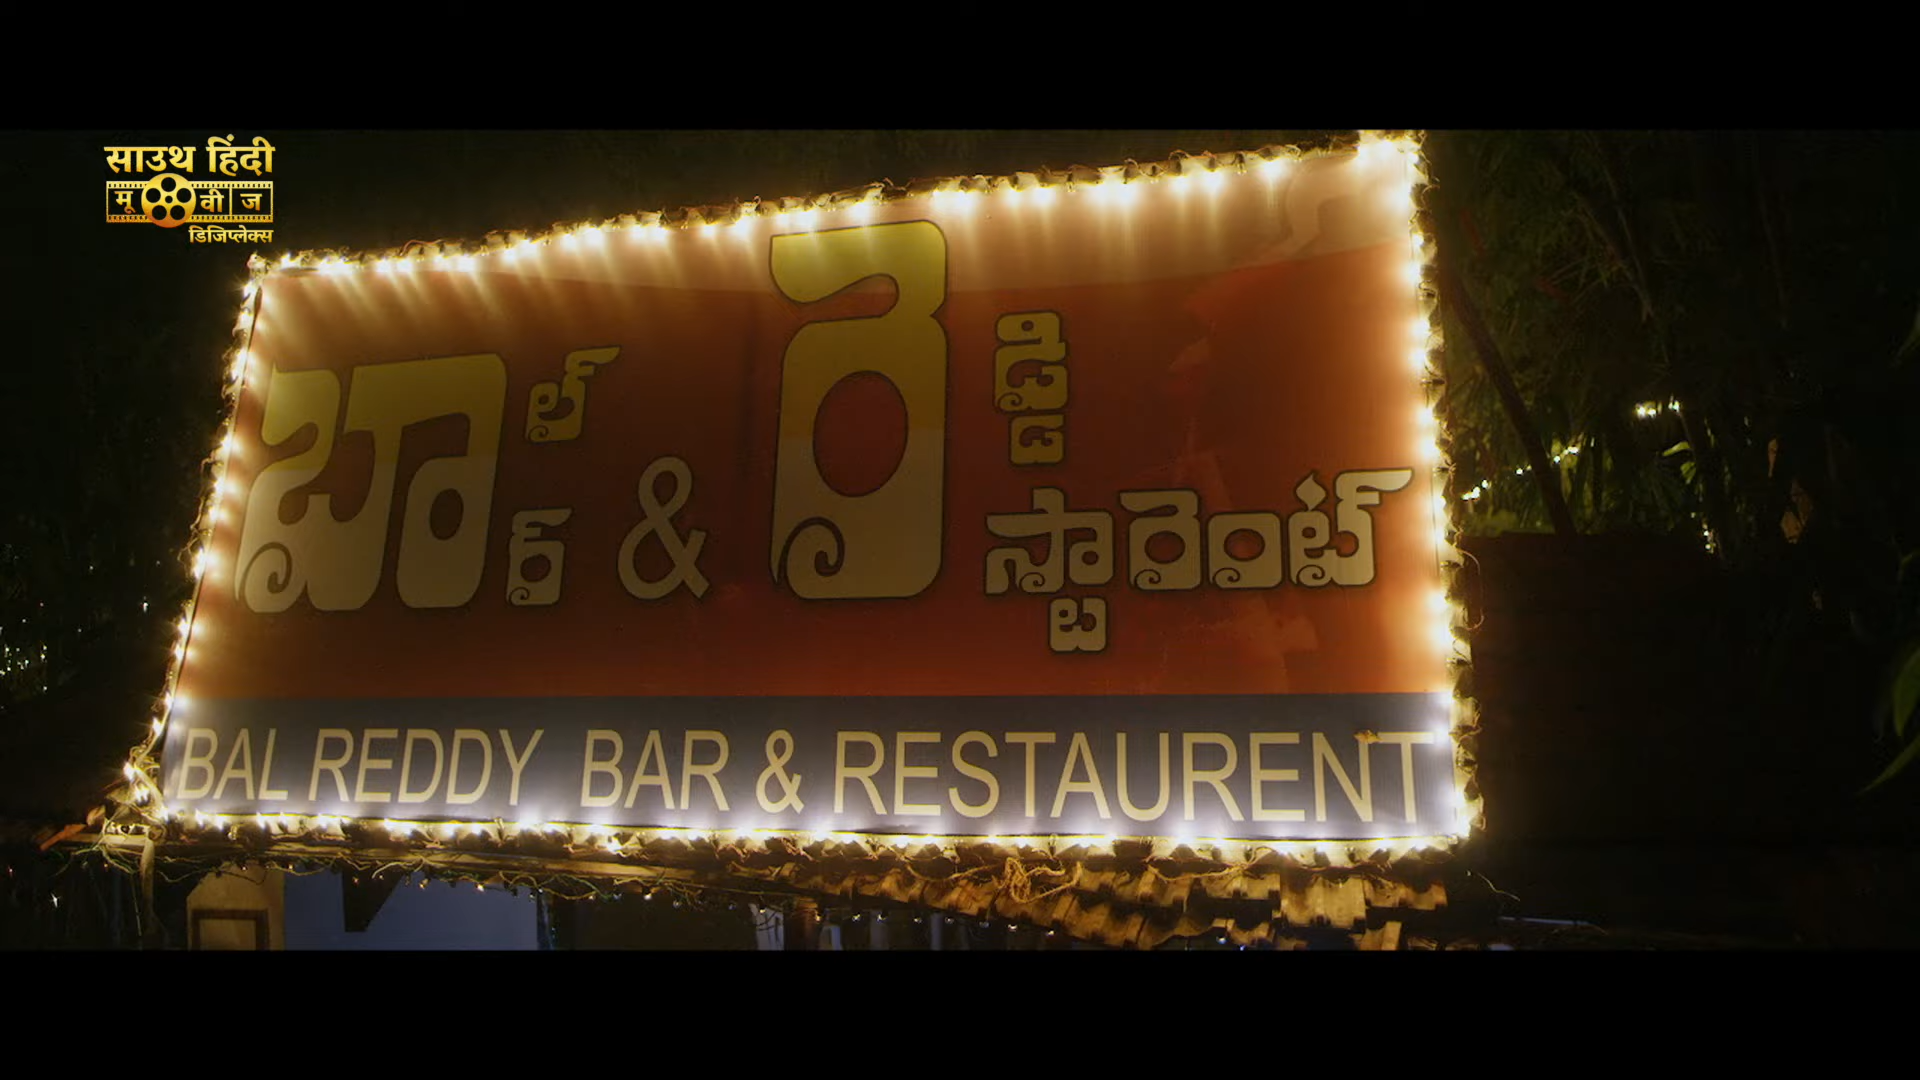 साउथ हिंदी
मूवीज
डिजिप्लेक्स
బాల్ రెడ్డి
బార్ & రెస్టారెంట్
BAL REDDY BAR & RESTAURENT